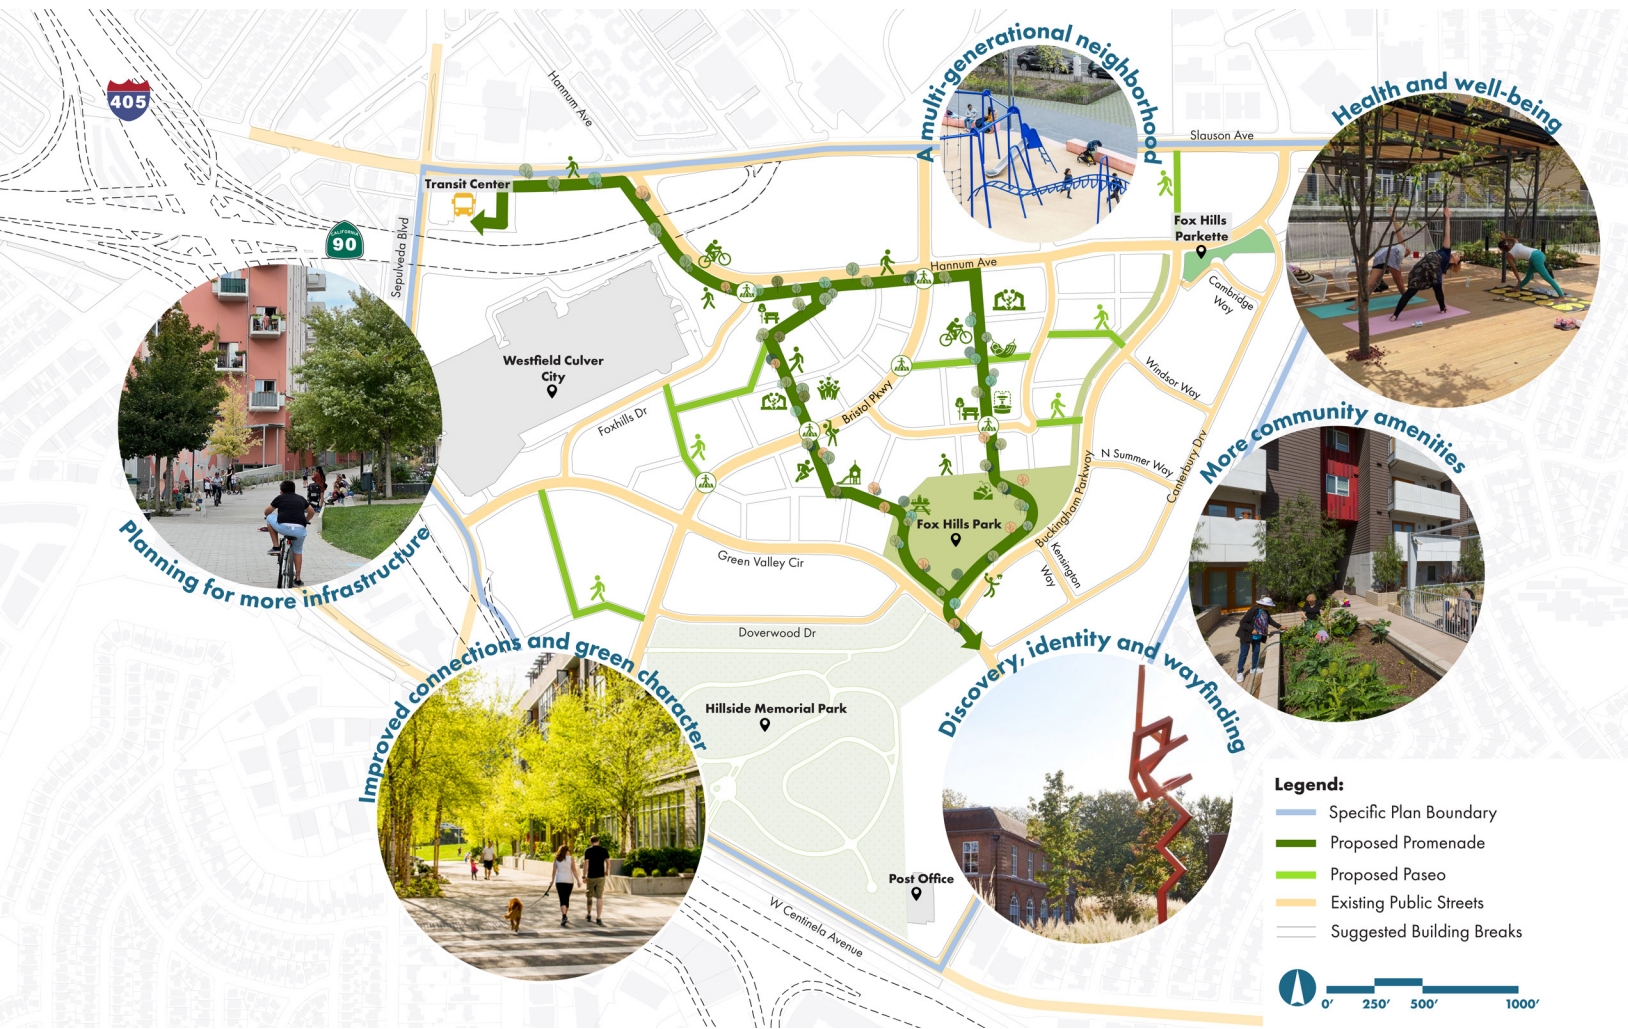 405
CALIFORNIA
90
Hannum Ave
Slauson Ave
Transit Center
Sepulveda Blvd
A multi-generational neighborhood
Health and well-being
Fox Hills
Parkette
Hannum Ave
Cambridge
Way
Westfield Culver
City
Foxhills Dr
Bristol Pkwy
Windsor Way
N Summer Way
Canterbury Drv
Buckingham Parkway
Kensington
Way
Fox Hills Park
Green Valley Cir
Doverwood Dr
Planning for more infrastructure
More community amenities
Improved connections and green character
Discovery, identity and wayfinding
Hillside Memorial Park
Post Office
W Centinela Avenue
Legend:
Specific Plan Boundary
Proposed Promenade
Proposed Paseo
Existing Public Streets
Suggested Building Breaks
0' 250' 500' 1000'